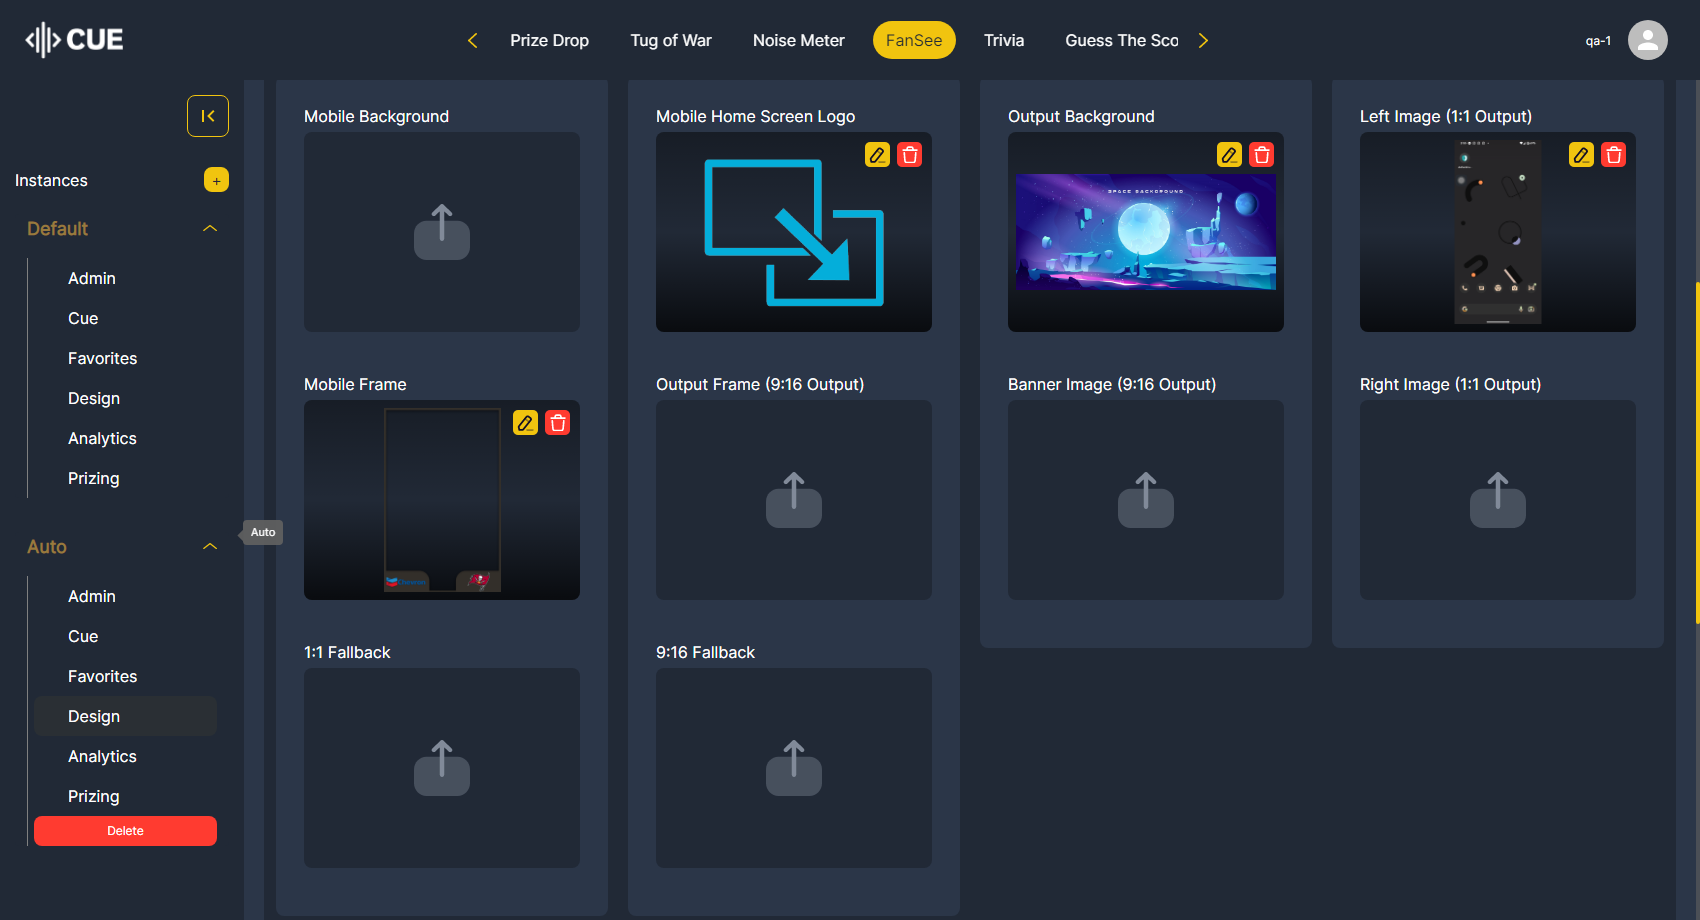 CUE
Prize Drop
Tug of War
Noise Meter
FanSee
Trivia
Guess The Sco
qa-1
Instances
+
Default
Admin
Cue
Favorites
Design
Analytics
Prizing
Auto
Auto
Admin
Cue
Favorites
Design
Analytics
Prizing
Delete
Mobile Background
Mobile Home Screen Logo
Output Background
SPACE BACKGROUND
Left Image (1:1 Output)
Mobile Frame
Output Frame (9:16 Output)
Banner Image (9:16 Output)
Right Image (1:1 Output)
1:1 Fallback
9:16 Fallback